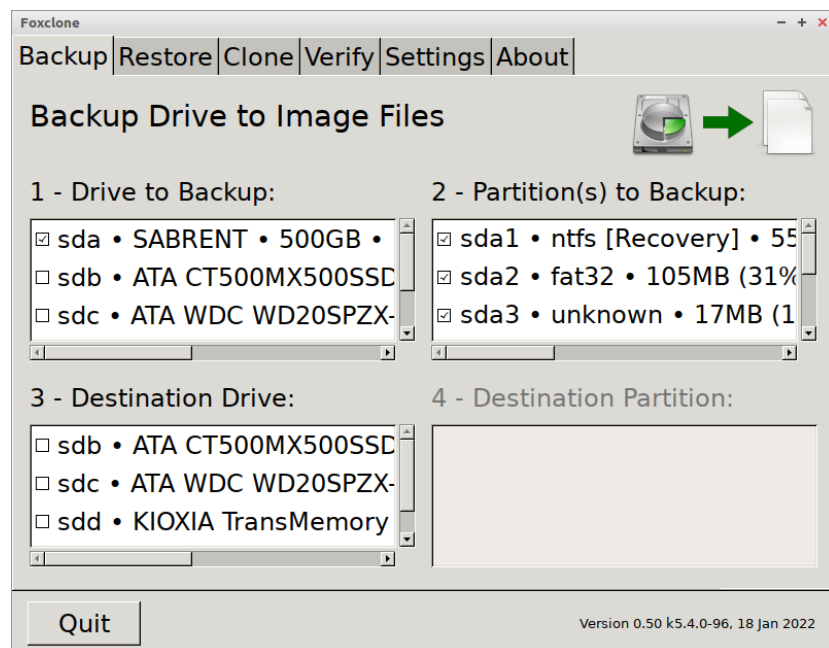 Foxclone
Backup Restore Clone Verify Settings About
Backup Drive to Image Files
1 - Drive to Backup:
sda • SABRENT • 500GB •
sdb • ATA CT500MX500SSD
sdc • ATA WDC WD20SPZX-
2 - Partition(s) to Backup:
sda1 • ntfs [Recovery] • 55
sda2 • fat32 • 105MB (31%
sda3 • unknown • 17MB (1
3 - Destination Drive:
sdb • ATA CT500MX500SSD
sdc • ATA WDC WD20SPZX-
sdd • KIOXIA TransMemory
4 - Destination Partition:
Quit
Version 0.50 k5.4.0-96, 18 Jan 2022